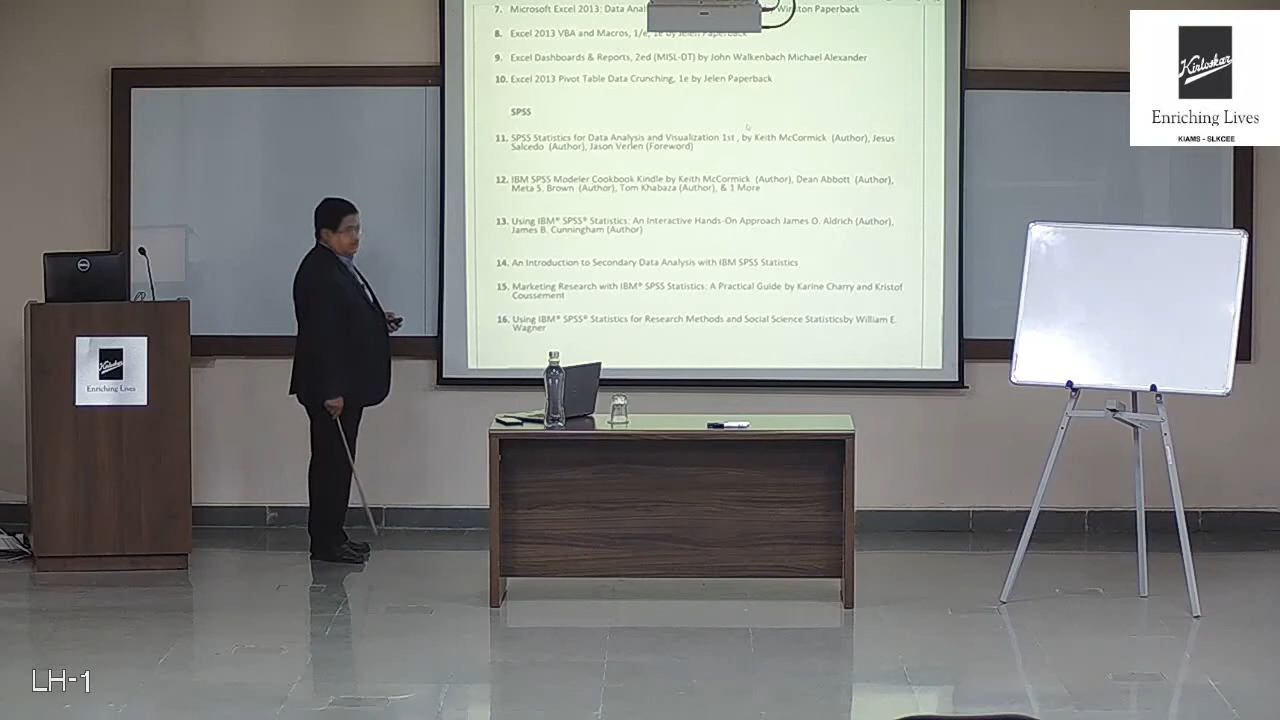 7. Microsoft Excel 2013: Data Winston Paperback
8. Excel 2013 VBA and Macros, 1/e, 1e by Jelen Paperback
9. Excel Dashboards & Reports, 2ed (MISL-DT) by John Walkenbach Michael Alexander
10. Excel 2013 Pivot Table Data Crunching, 1e by Jelen Paperback
SPSS
11. SPSS Statistics for Data Analysis and Visualization 1st , by Keith McCormick (Author), Jesus
Salcedo (Author), Jason Verlen (Foreword)
12. IBM SPSS Modeler Cookbook Kindle by Keith McCormick (Author), Dean Abbott (Author),
Meta S. Brown (Author), Tom Khabaza (Author), & 1 More
13. Using IBM® SPSS® Statistics: An Interactive Hands-On Approach James O. Aldrich (Author),
James B. Cunningham (Author)
14. An Introduction to Secondary Data Analysis with IBM SPSS Statistics
15. Marketing Research with IBM® SPSS Statistics: A Practical Guide by Karine Charry and Kristof
Coussement
16. Using IBM® SPSS® Statistics for Research Methods and Social Science Statisticsby William E.
Wagner
Kirloskar
Enriching Lives
KIAMS - SLKCEE
DELL
Kirloskar
Enriching Lives
LH-1